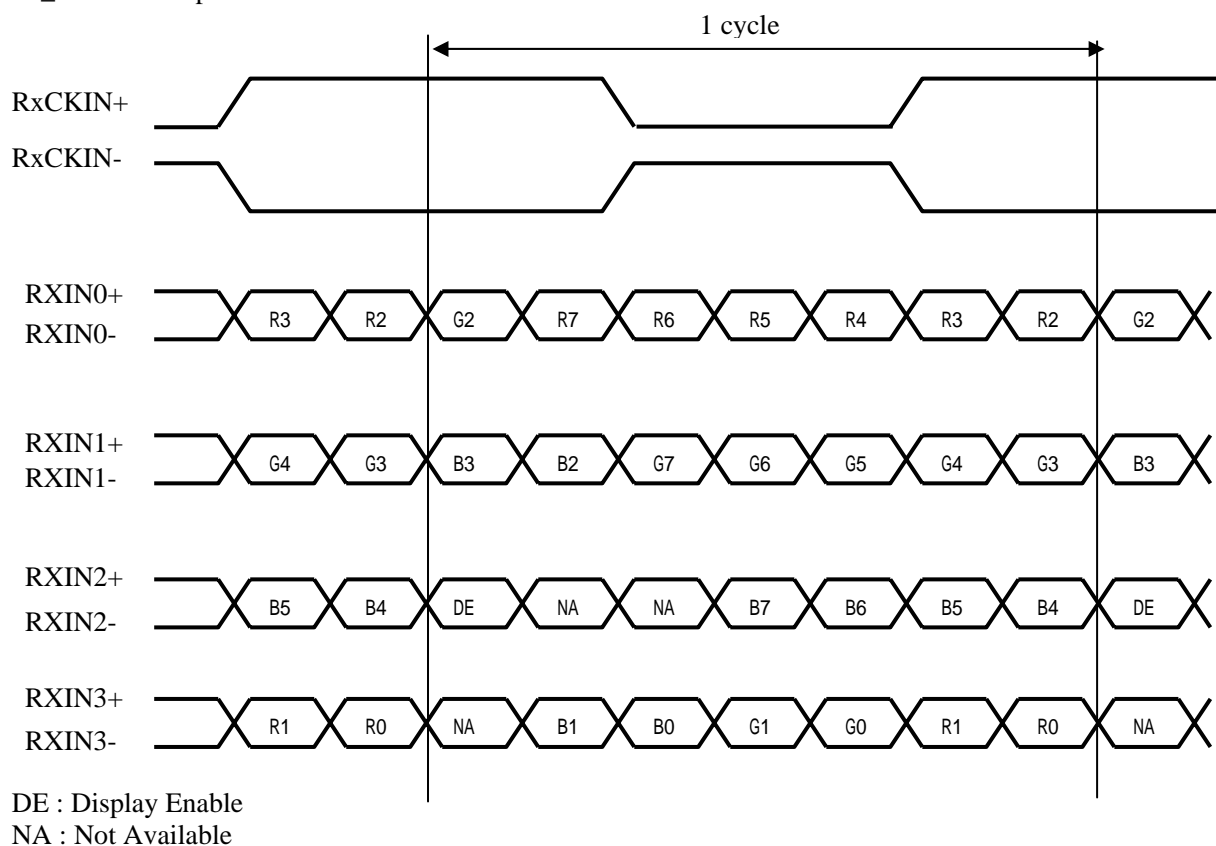 1 cycle
RxCKIN+
RxCKIN-
RXIN0+
RXIN0-
R3 R2 G2 R7 R6 R5 R4 R3 R2 G2
RXIN1+
RXIN1-
G4 G3 B3 B2 G7 G6 G5 G4 G3 B3
RXIN2+
RXIN2-
B5 B4 DE NA NA B7 B6 B5 B4 DE
RXIN3+
RXIN3-
R1 R0 NA B1 B0 G1 G0 R1 R0 NA
DE : Display Enable
NA : Not Available